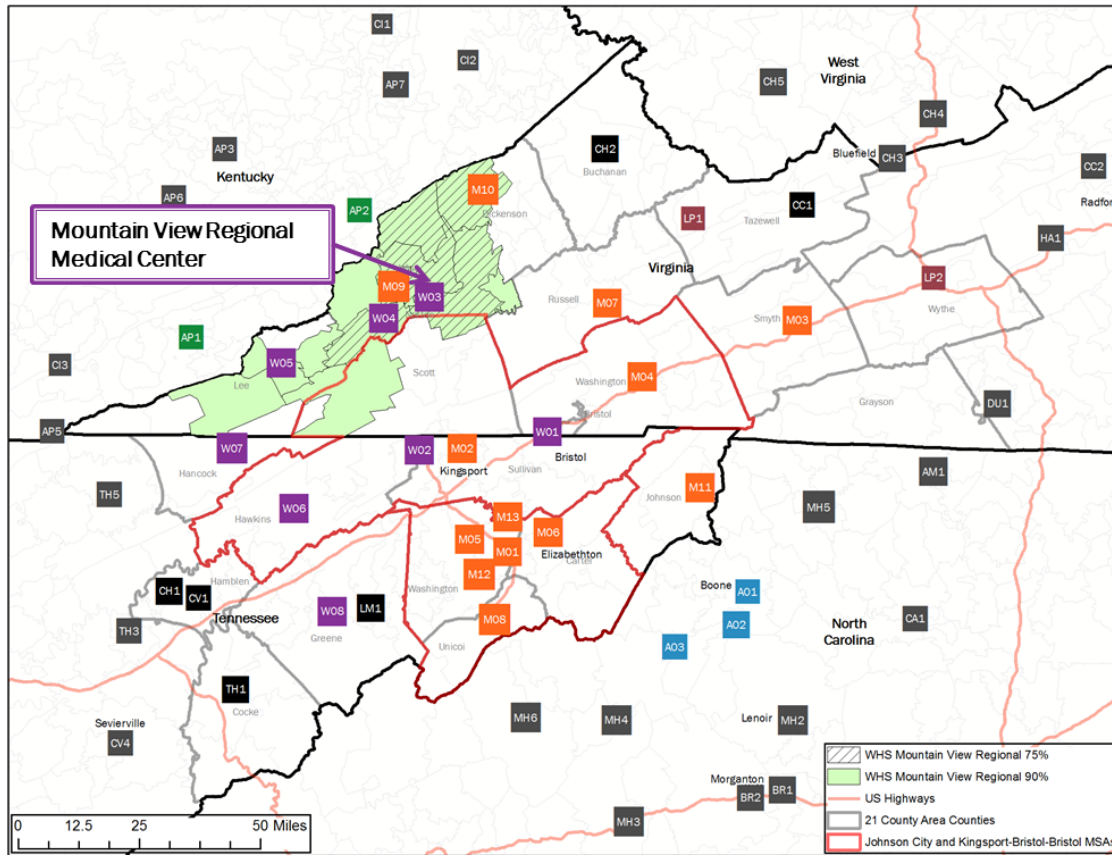 CI1
CI2
West
Virginia
AP7
CH5
CH4
AP3
Kentucky
CH2
Buchanan
Bluefield
CH3
CC2
AP6
M10
Dickenson
AP2
LP1
CC1
Tazewell
Radfor
HA1
Mountain View Regional
Medical Center
Virginia
M09
W03
LP2
Wythe
Russell
M07
W04
Smyth
M03
AP1
W05
CI3
Scott
Washington
M04
Lee
Grayson
DU1
Bristol
AP5
W07
W02
M02
W01
Kingsport
Sullivan
Bristol
Hancock
AM1
TH5
W06
Hawkins
Johnson
M11
MH5
M13
M05
M06
M01
Elizabethton
Carter
Hamblen
M12
Washington
CH1
CV1
Tennessee
W08
LM1
Greene
Boone
AO1
M08
AO2
North
Carolina
CA1
TH3
Unicoi
AO3
TH1
Cocke
Sevierville
CV4
MH6
MH4
Lenoir
MH2
Morganton
BR2
BR1
MH3
WHS Mountain View Regional 75%
WHS Mountain View Regional 90%
US Highways
21 County Area Counties
Johnson City and Kingsport-Bristol-Bristol MSAs
0 12.5 25 50 Miles